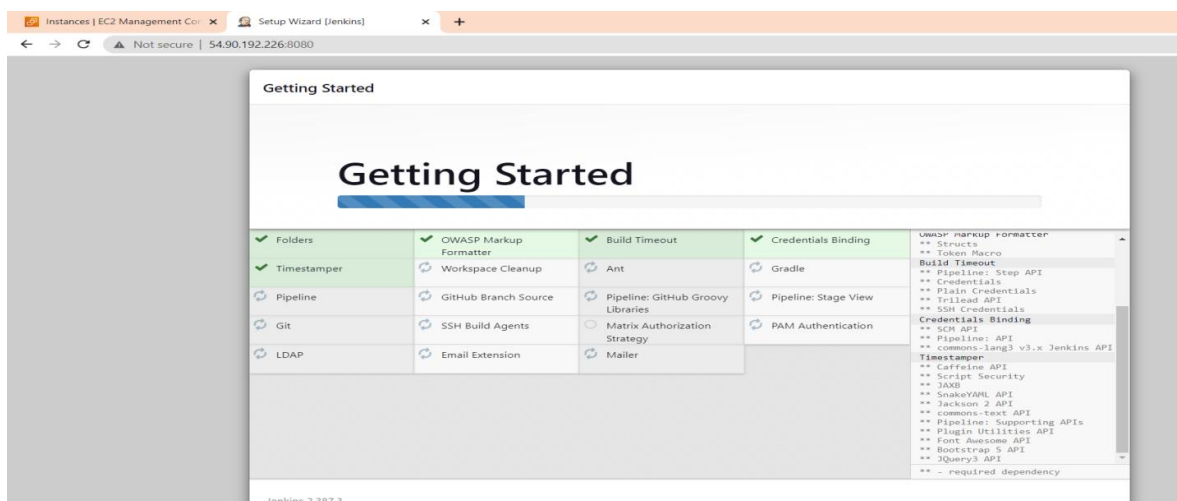 Instances | EC2 Management Cor
Setup Wizard [Jenkins]
Not secure | 54.90.192.226:8080
Getting Started
Getting Started
Folders
OWASP Markup
Formatter
Build Timeout
Credentials Binding
Timestamper
Workspace Cleanup
Ant
Gradle
Pipeline
GitHub Branch Source
Pipeline: GitHub Groovy
Libraries
Pipeline: Stage View
Git
SSH Build Agents
Matrix Authorization
Strategy
PAM Authentication
LDAP
Email Extension
Mailer
OWASP Markup Formatter
** Structs
** Token Macro
Build Timeout
** Pipeline: Step API
** Credentials
** Plain Credentials
** Trilead API
** SSH Credentials
Credentials Binding
** SCM API
** Pipeline: API
** commons-lang3 v3.x Jenkins API
Timestamper
** Caffeine API
** Script Security
** JAXB
** SnakeYAML API
** Jackson 2 API
** commons-text API
** Pipeline: Supporting APIs
** Plugin Utilities API
** Font Awesome API
** Bootstrap 5 API
** JQuery3 API
** - required dependency
Jenkins 2.387.3